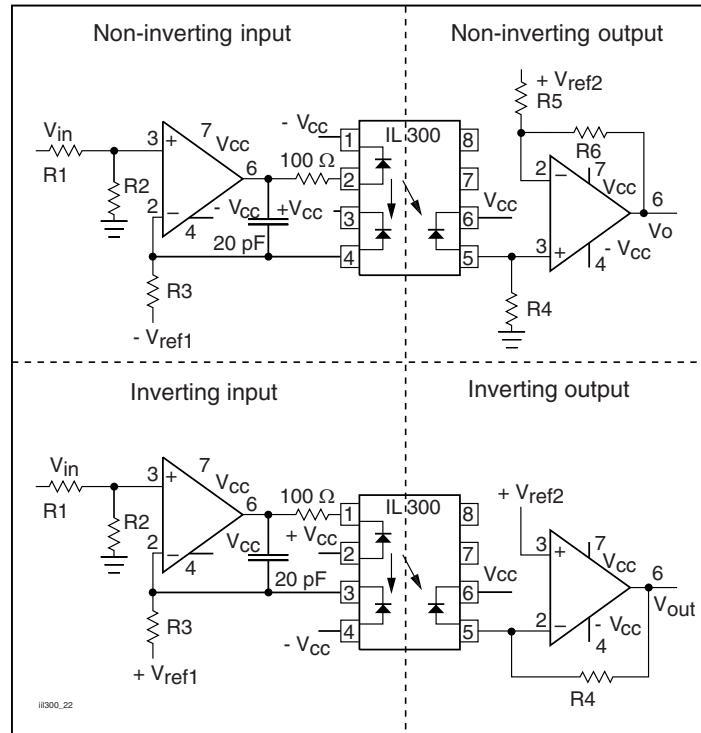 Non-inverting input
Non-inverting output
+ Vref2
R5
Vin
R1
R2
3
+
7
Vcc
6
100 Ω
- Vcc
1
IL 300
8
2
7
- Vcc
+Vcc
3
6
Vcc
2
−
4
20 pF
4
5
R3
- Vref1
R6
2
−
7
Vcc
6
Vo
3
+
- Vcc
4
R4
Inverting input
Inverting output
Vin
R1
R2
3
+
7
Vcc
6
100 Ω
1
IL 300
8
+ Vcc
2
7
Vcc
2
−
4
20 pF
3
6
Vcc
- Vcc
4
5
R3
+ Vref1
+ Vref2
3
+
7
Vcc
6
Vout
2
−
- Vcc
4
R4
iil300_22